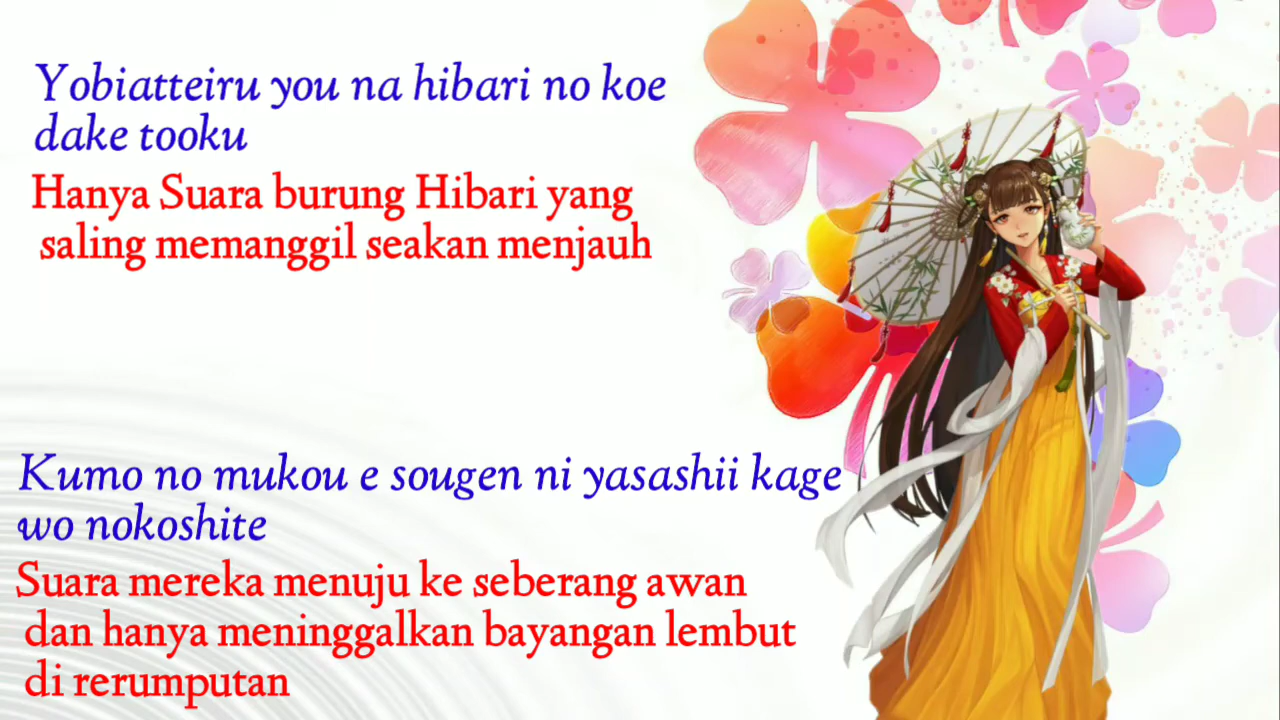 Yobiatteiru you na hibari no koe
dake tooku
Hanya Suara burung Hibari yang
saling memanggil seakan menjauh
Kumo no mukou e sougen ni yasashii kage
wo nokoshite
Suara mereka menuju ke seberang awan
dan hanya meninggalkan bayangan lembut
di rerumputan